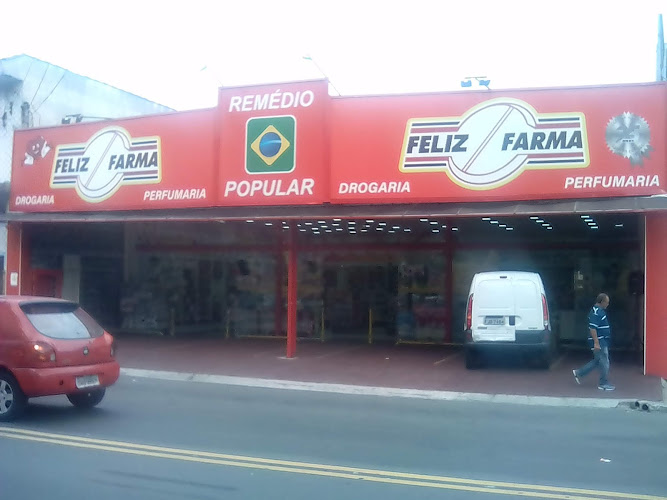 FELIZ FARMA
DROGARIA
PERFUMARIA
REMÉDIO
POPULAR
FELIZ FARMA
DROGARIA
PERFUMARIA